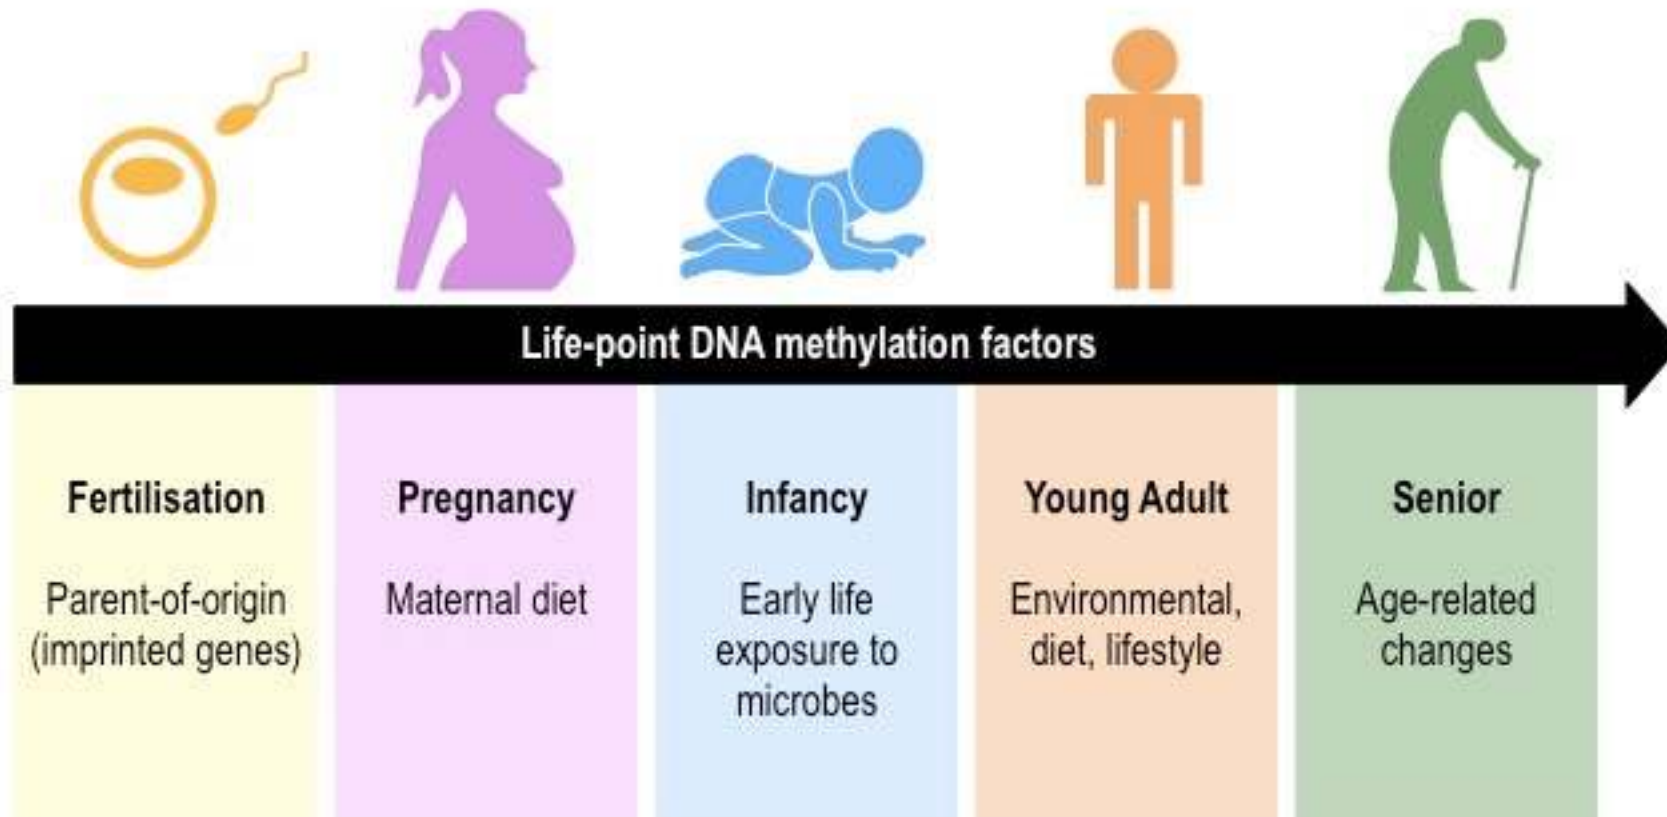 Life-point DNA methylation factors
Fertilisation
Parent-of-origin
(imprinted genes)
Pregnancy
Maternal diet
Infancy
Early life
exposure to
microbes
Young Adult
Environmental,
diet, lifestyle
Senior
Age-related
changes